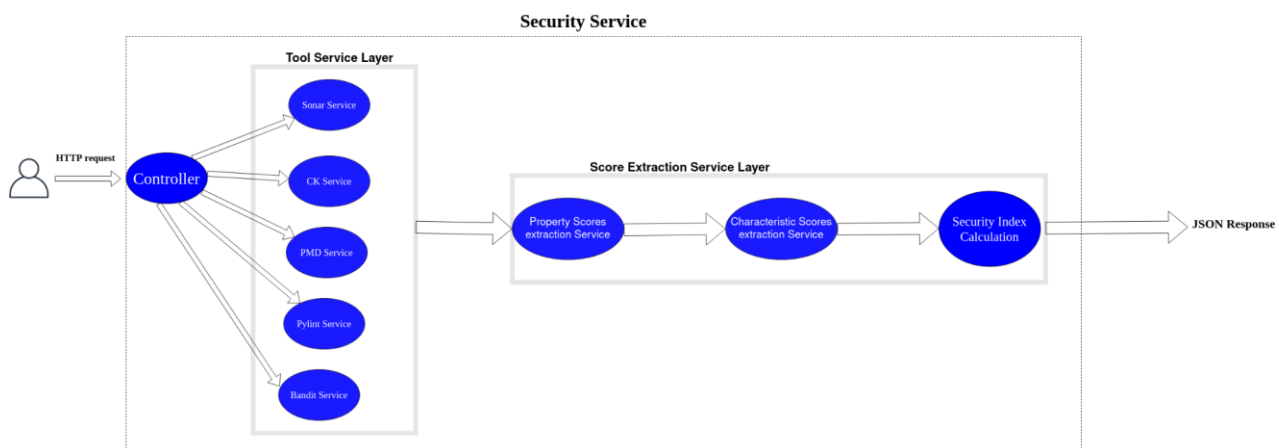 Security Service
Tool Service Layer
Sonar Service
HTTP request
Controller
CK Service
PMD Service
Pylint Service
Bandit Service
Score Extraction Service Layer
Property Scores
extraction Service
Characteristic Scores
extraction Service
Security Index
Calculation
JSON Response